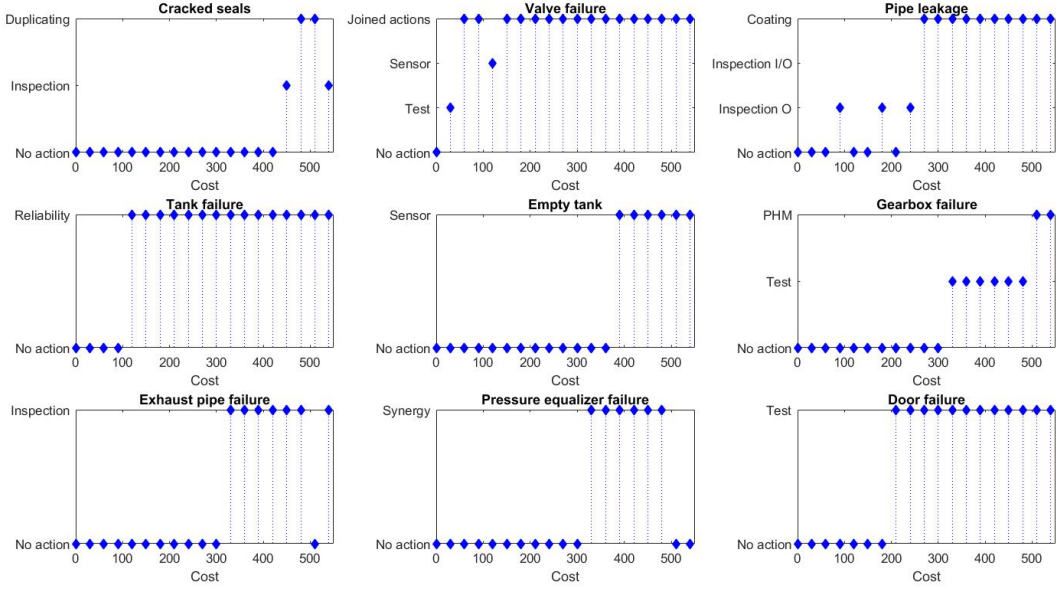 Cracked seals
Duplicating
Inspection
No action
0 100 200 300 400 500
Cost
Valve failure
Joined actions
Sensor
Test
No action
0 100 200 300 400 500
Cost
Pipe leakage
Coating
Inspection I/O
Inspection O
No action
0 100 200 300 400 500
Cost
Tank failure
Reliability
No action
0 100 200 300 400 500
Cost
Empty tank
Sensor
No action
0 100 200 300 400 500
Cost
Gearbox failure
PHM
Test
No action
0 100 200 300 400 500
Cost
Exhaust pipe failure
Inspection
No action
0 100 200 300 400 500
Cost
Pressure equalizer failure
Synergy
No action
0 100 200 300 400 500
Cost
Door failure
Test
No action
0 100 200 300 400 500
Cost